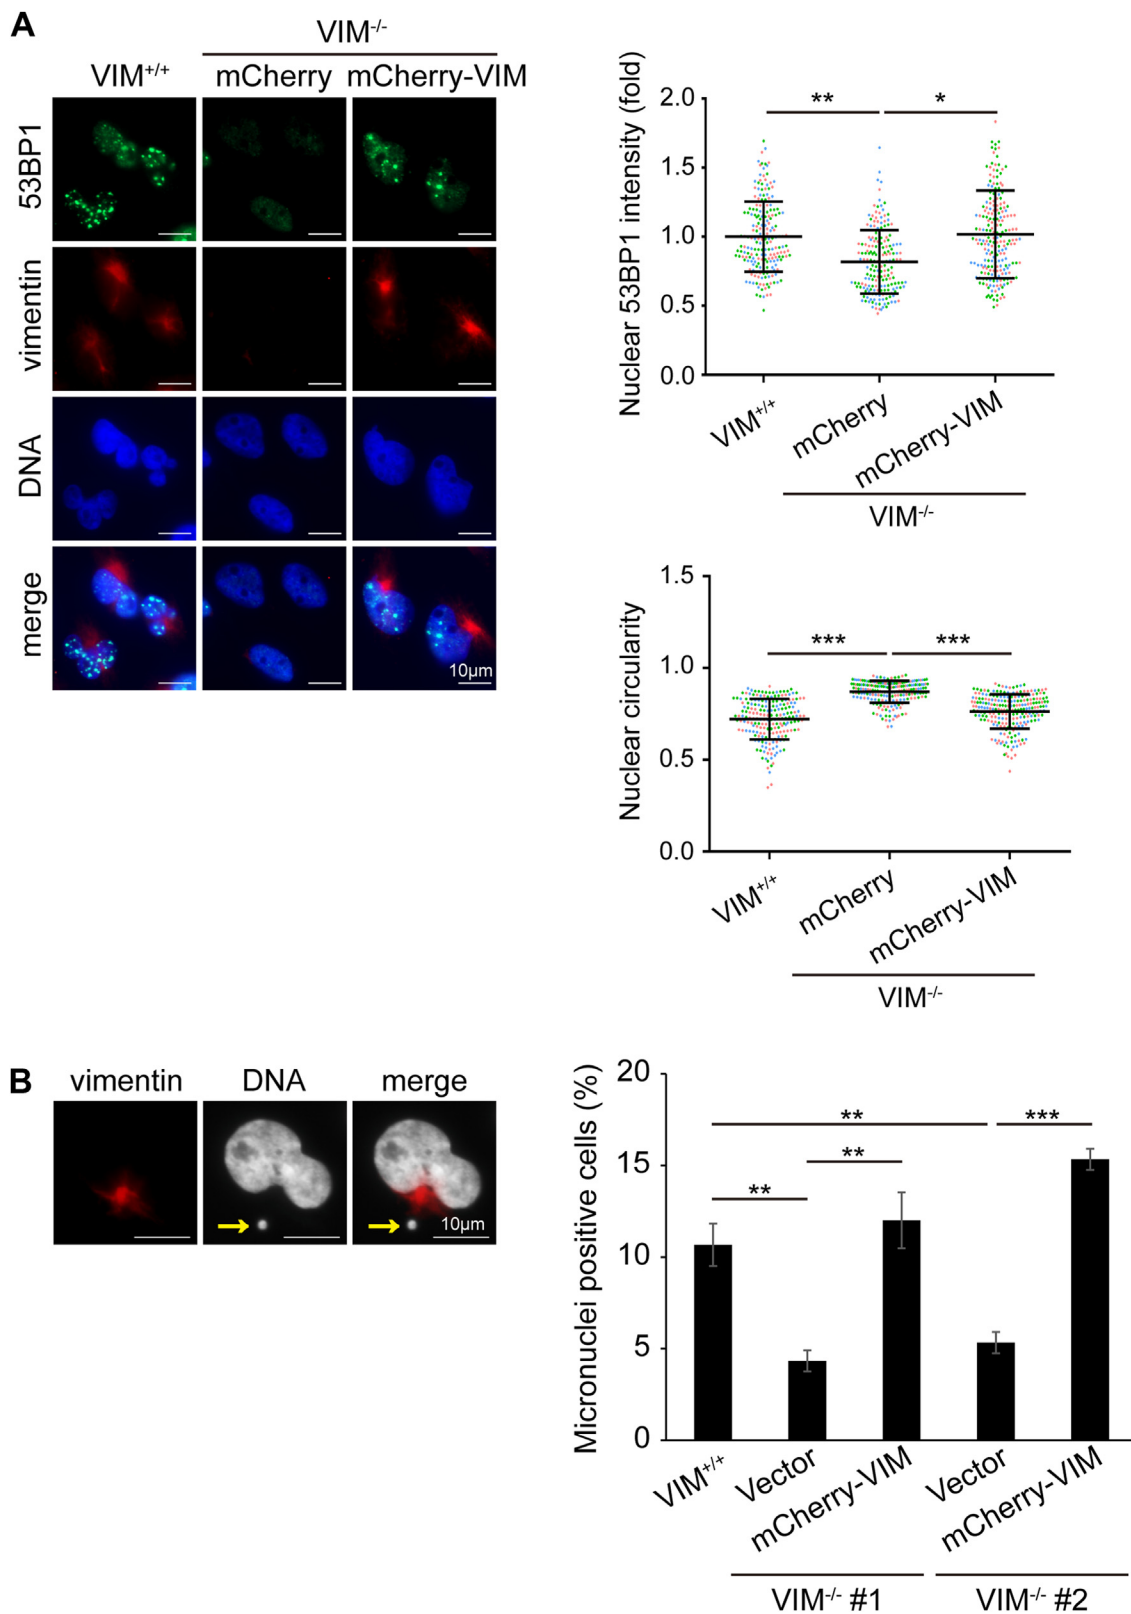 A
VIM-/-
VIM+/+ mCherry mCherry-VIM
53BP1
vimentin
DNA
merge
10µm
Nuclear 53BP1 intensity (fold)
2.0
1.5
1.0
0.5
0.0
** *
VIM+/+ mCherry mCherry-VIM
VIM-/-
Nuclear circularity
1.5
1.0
0.5
0.0
*** ***
VIM+/+ mCherry mCherry-VIM
VIM-/-
B
vimentin DNA merge
10µm
Micronuclei positive cells (%)
20
15
10
5
0
** ***
**
**
VIM+/+ Vector mCherry-VIM Vector mCherry-VIM
VIM-/- #1 VIM-/- #2